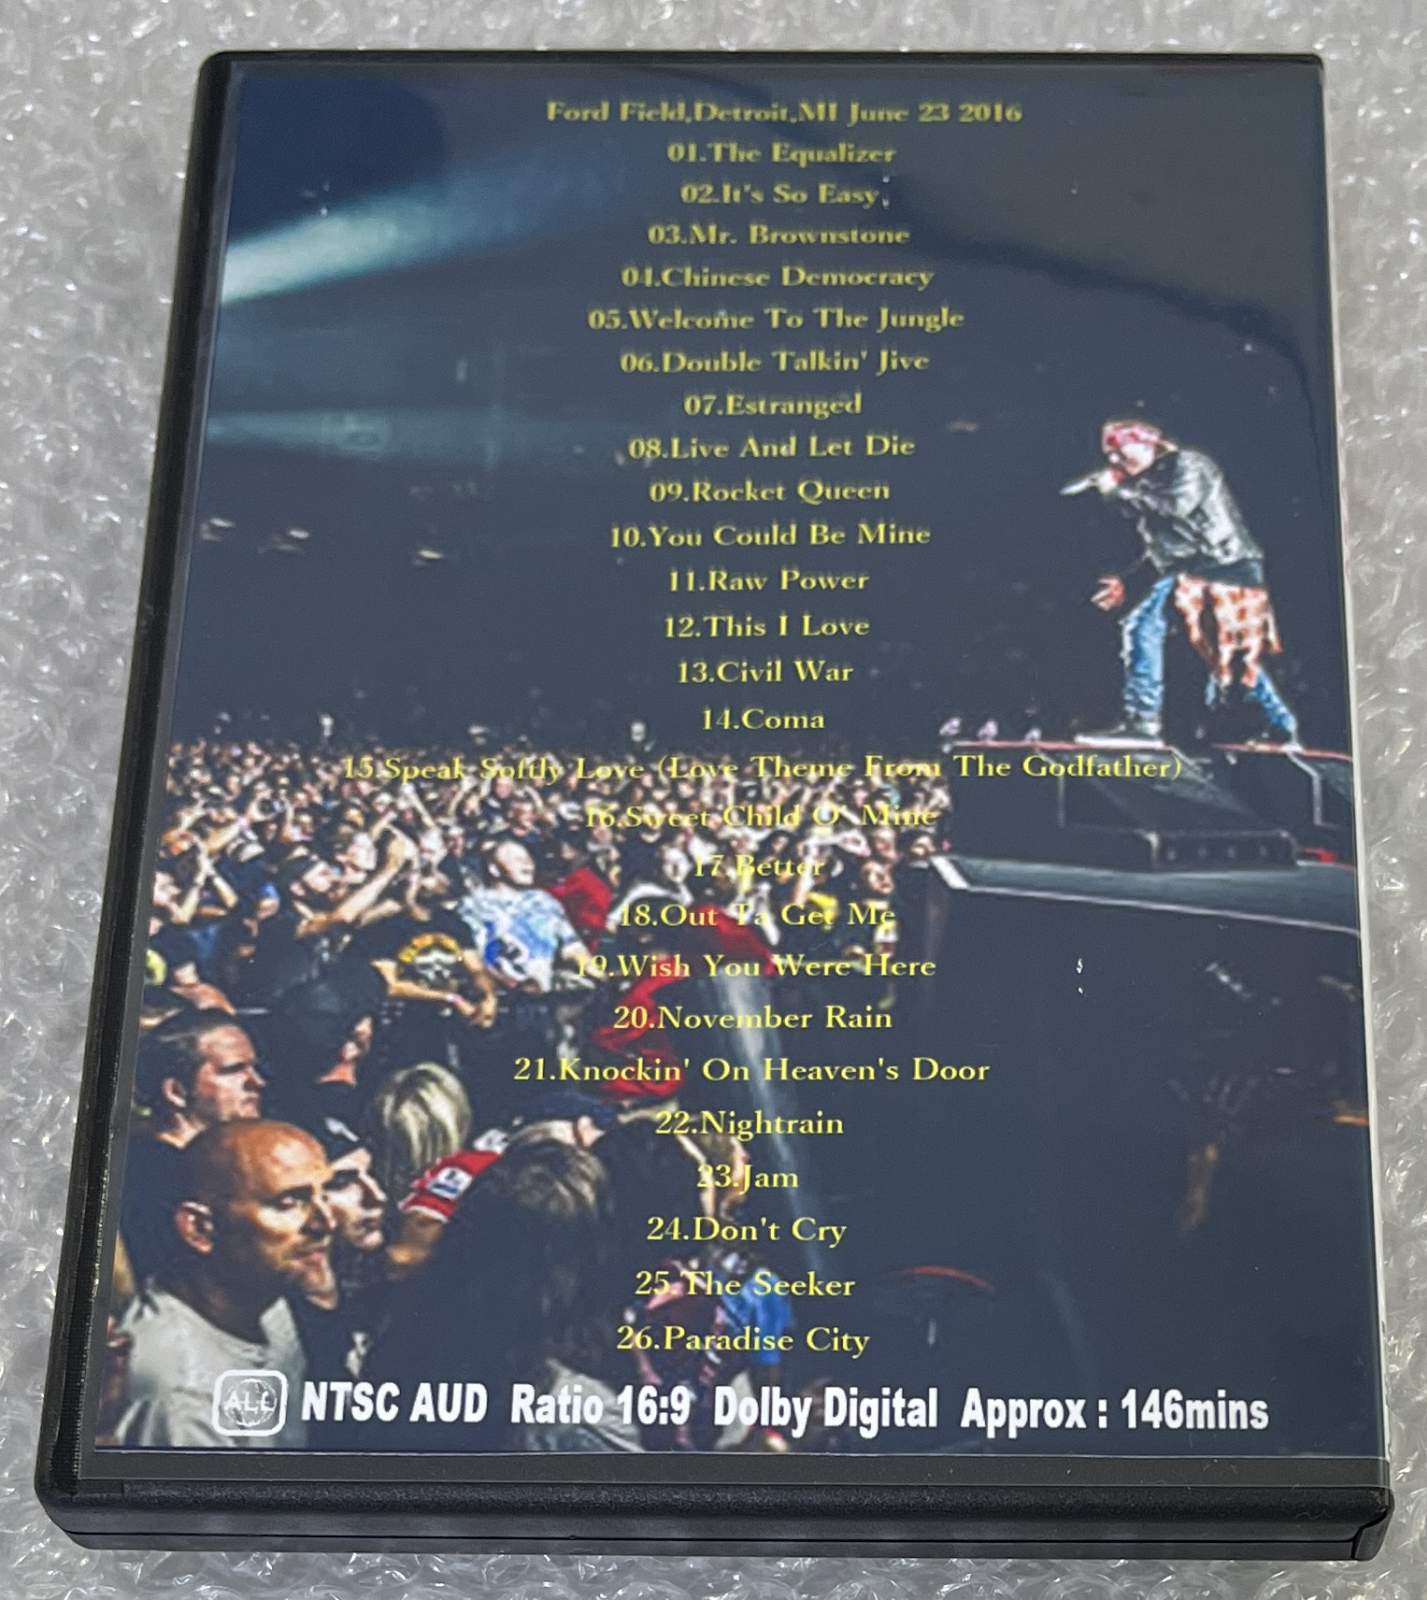 Ford Field,Detroit,MI June 23 2016
01.The Equalizer
02.It's So Easy
03.Mr. Brownstone
04.Chinese Democracy
05.Welcome To The Jungle
06.Double Talkin' Jive
07.Estranged
08.Live And Let Die
09.Rocket Queen
10.You Could Be Mine
11.Raw Power
12.This I Love
13.Civil War
14.Coma
15.Speak Softly Love (Love Theme From The Godfather)
16.Sweet Child O' Mine
17.Better
18.Out Ta Get Me
19.Wish You Were Here
20.November Rain
21.Knockin' On Heaven's Door
22.Nightrain
23.Jam
24.Don't Cry
25.The Seeker
26.Paradise City
ALL NTSC AUD Ratio 16:9 Dolby Digital Approx : 146mins